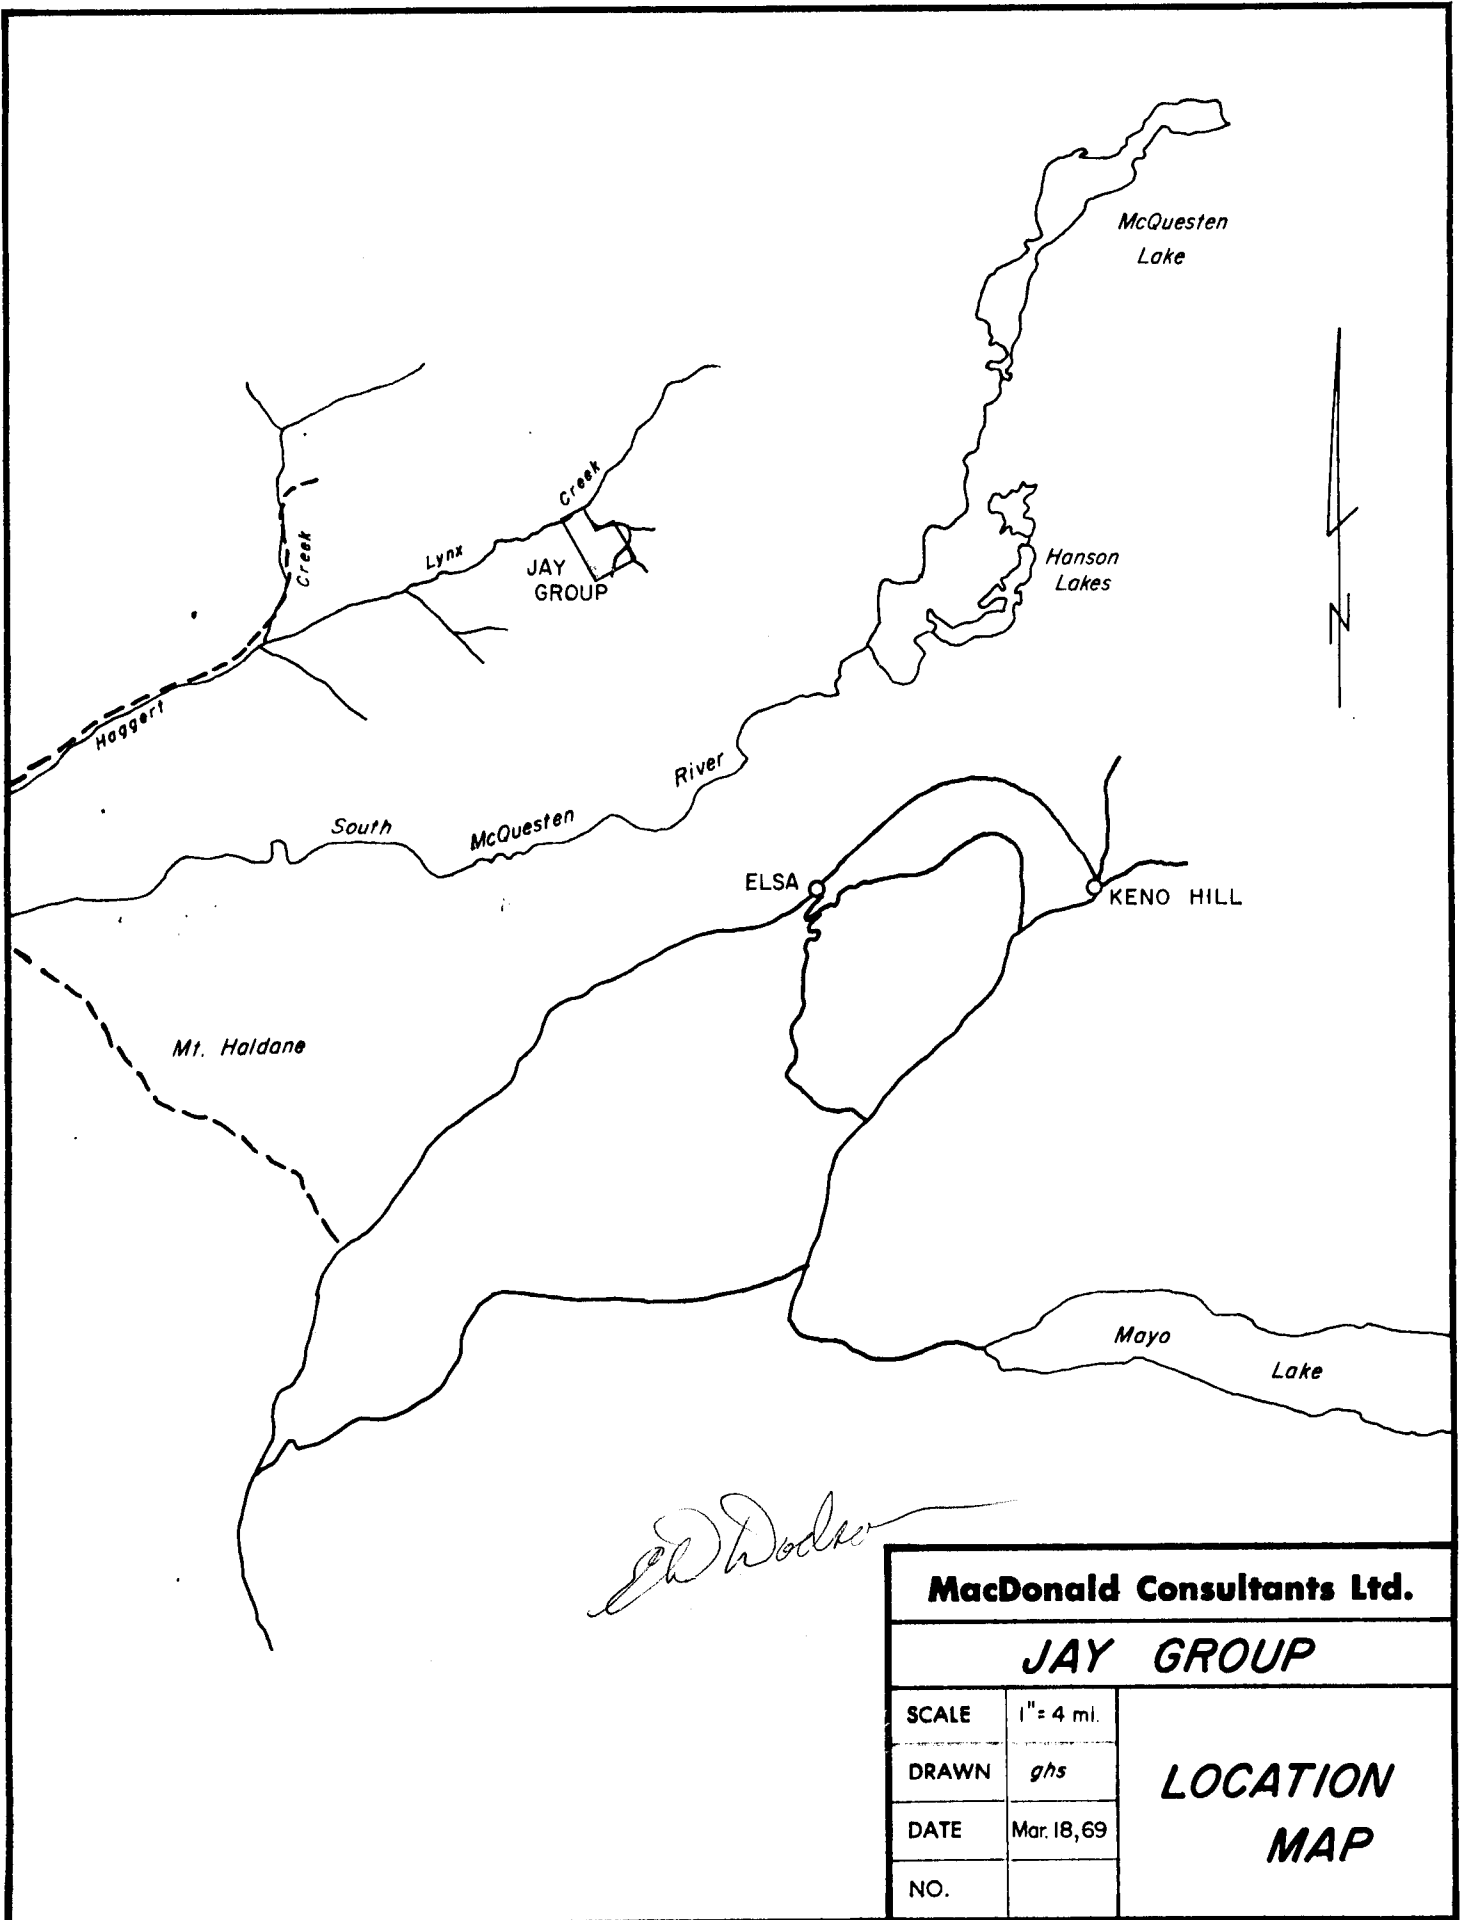 McQuesten
Lake
Creek
Creek
Lynx
JAY
GROUP
Hanson
Lakes
N
Haggert
River
South
McQuesten
ELSA
KENO HILL
Mt. Haldane
Mayo
Lake
MacDonald Consultants Ltd.
JAY GROUP
SCALE 1" = 4 mi.
DRAWN ghs
DATE Mar. 18, 69
NO.
LOCATION
MAP